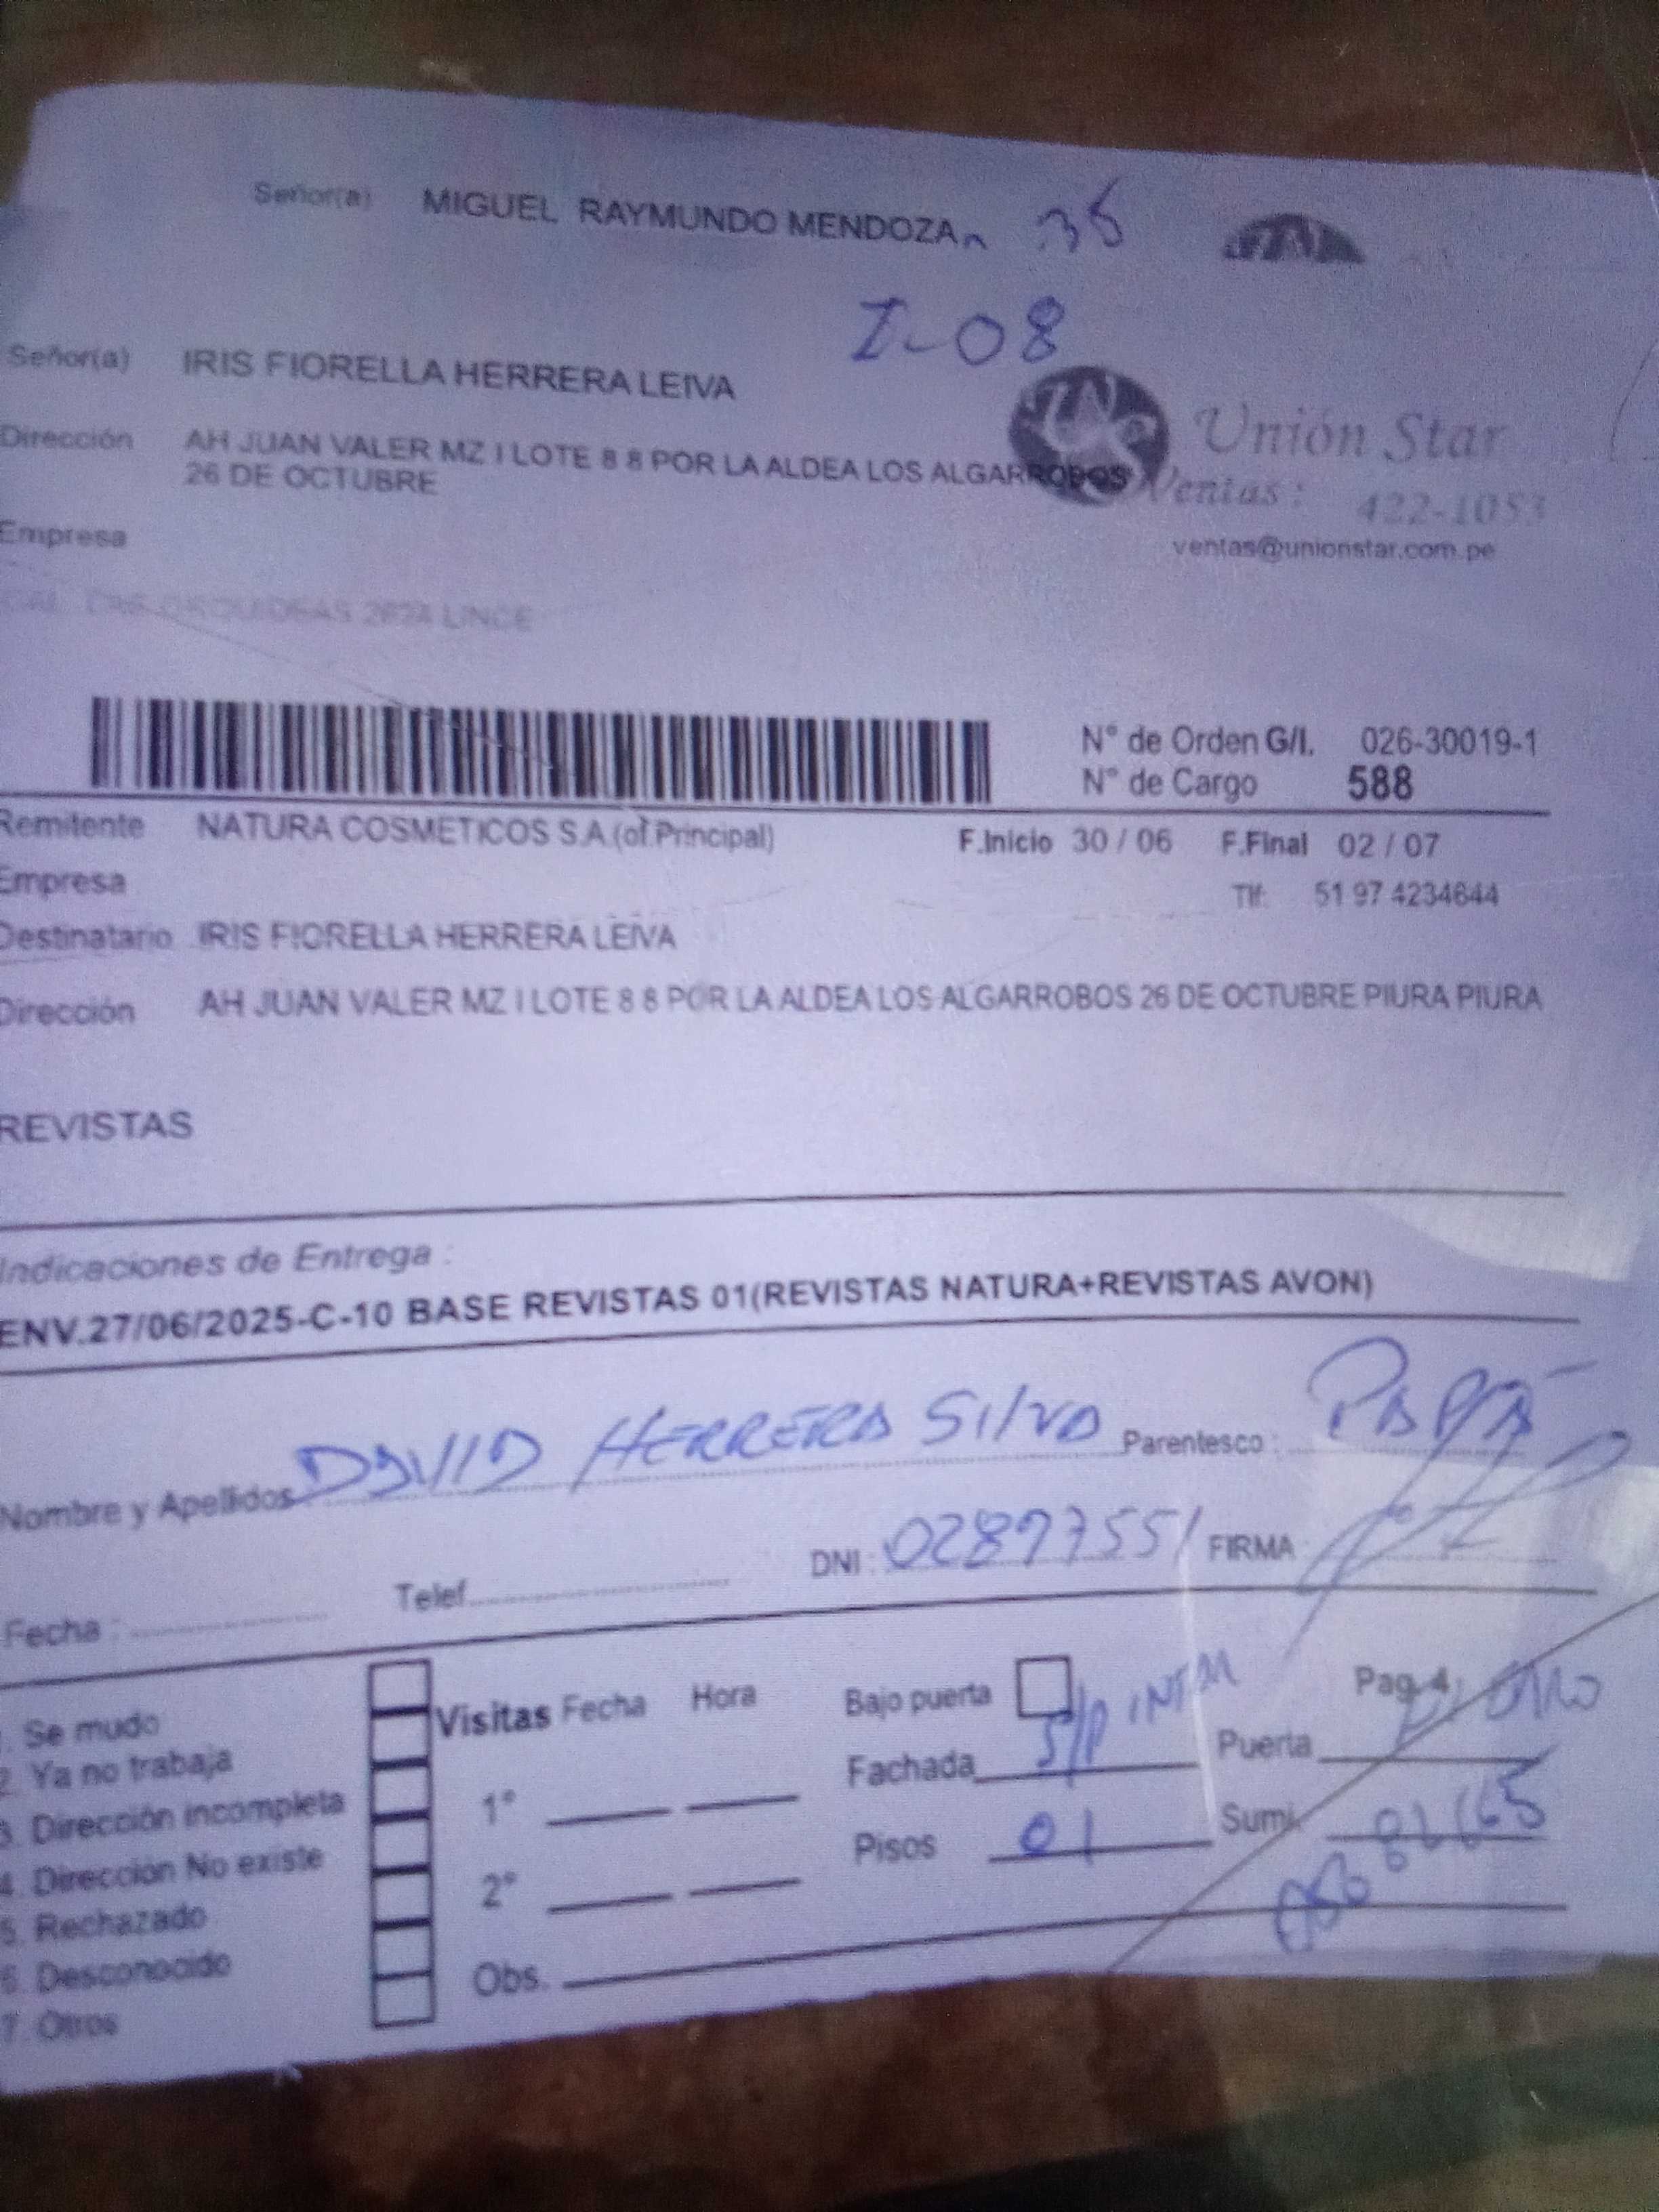 Señor(a) MIGUEL RAYMUNDO MENDOZA 36
I-08
Señor(a) IRIS FIORELLA HERRERA LEIVA
Dirección AH JUAN VALER MZ I LOTE 8 8 POR LA ALDEA LOS ALGARROBOS
26 DE OCTUBRE
Unión Star
Ventas: 422-1053
ventas@unionstar.com.pe
Empresa
ORQUIDEAS LINCE
N° de Orden G/I. 026-30019-1
N° de Cargo 588
Remitente NATURA COSMETICOS S.A.(of.Principal) F.Inicio 30 / 06 F.Final 02 / 07
Empresa
Tlf: 51 97 4234644
Destinatario IRIS FIORELLA HERRERA LEIVA
Dirección AH JUAN VALER MZ I LOTE 8 8 POR LA ALDEA LOS ALGARROBOS 26 DE OCTUBRE PIURA PIURA
REVISTAS
Indicaciones de Entrega :
ENV.27/06/2025-C-10 BASE REVISTAS 01(REVISTAS NATURA+REVISTAS AVON)
Nombre y Apellidos DAVID HERRERA SILVA Parentesco : PAPÁ
Fecha : Telef. DNI : 02897755/ FIRMA
Se mudo
2. Ya no trabaja
3. Dirección incompleta
4. Direccion No existe
5. Rechazado
6. Desconocido
7. Otros
Visitas Fecha Hora
1°
2°
Obs.
Bajo puerta Pag.4
Fachada S/P Puerta
Pisos 01 Sumi.